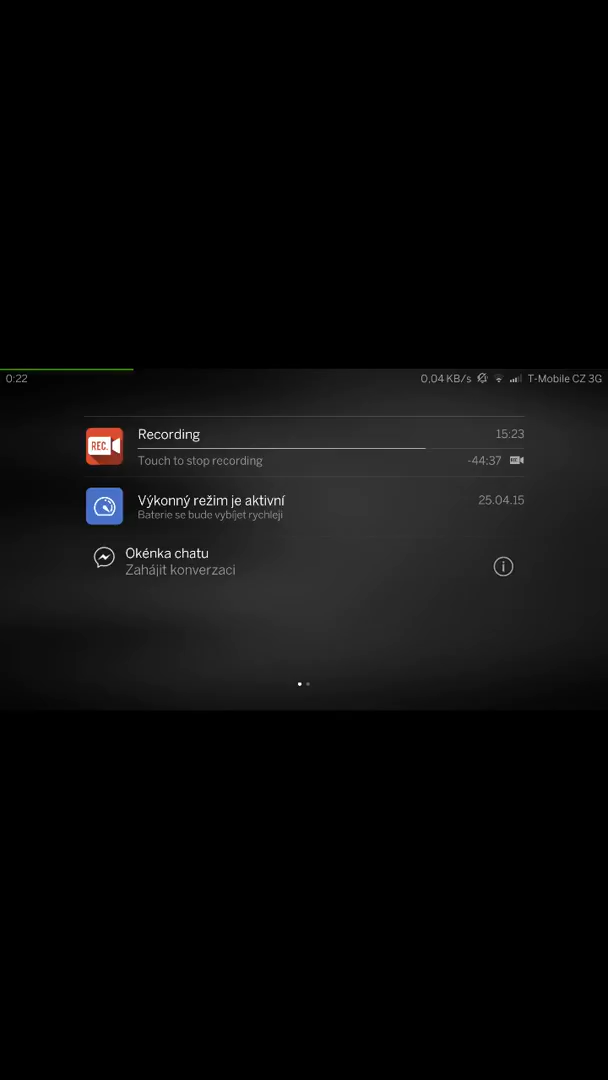 0:22
0,04 KB/s T-Mobile CZ 3G
REC.
Recording 15:23
Touch to stop recording -44:37 REC
Výkonný režim je aktivní 25.04.15
Baterie se bude vybíjet rychleji
Okénka chatu
Zahájit konverzaci